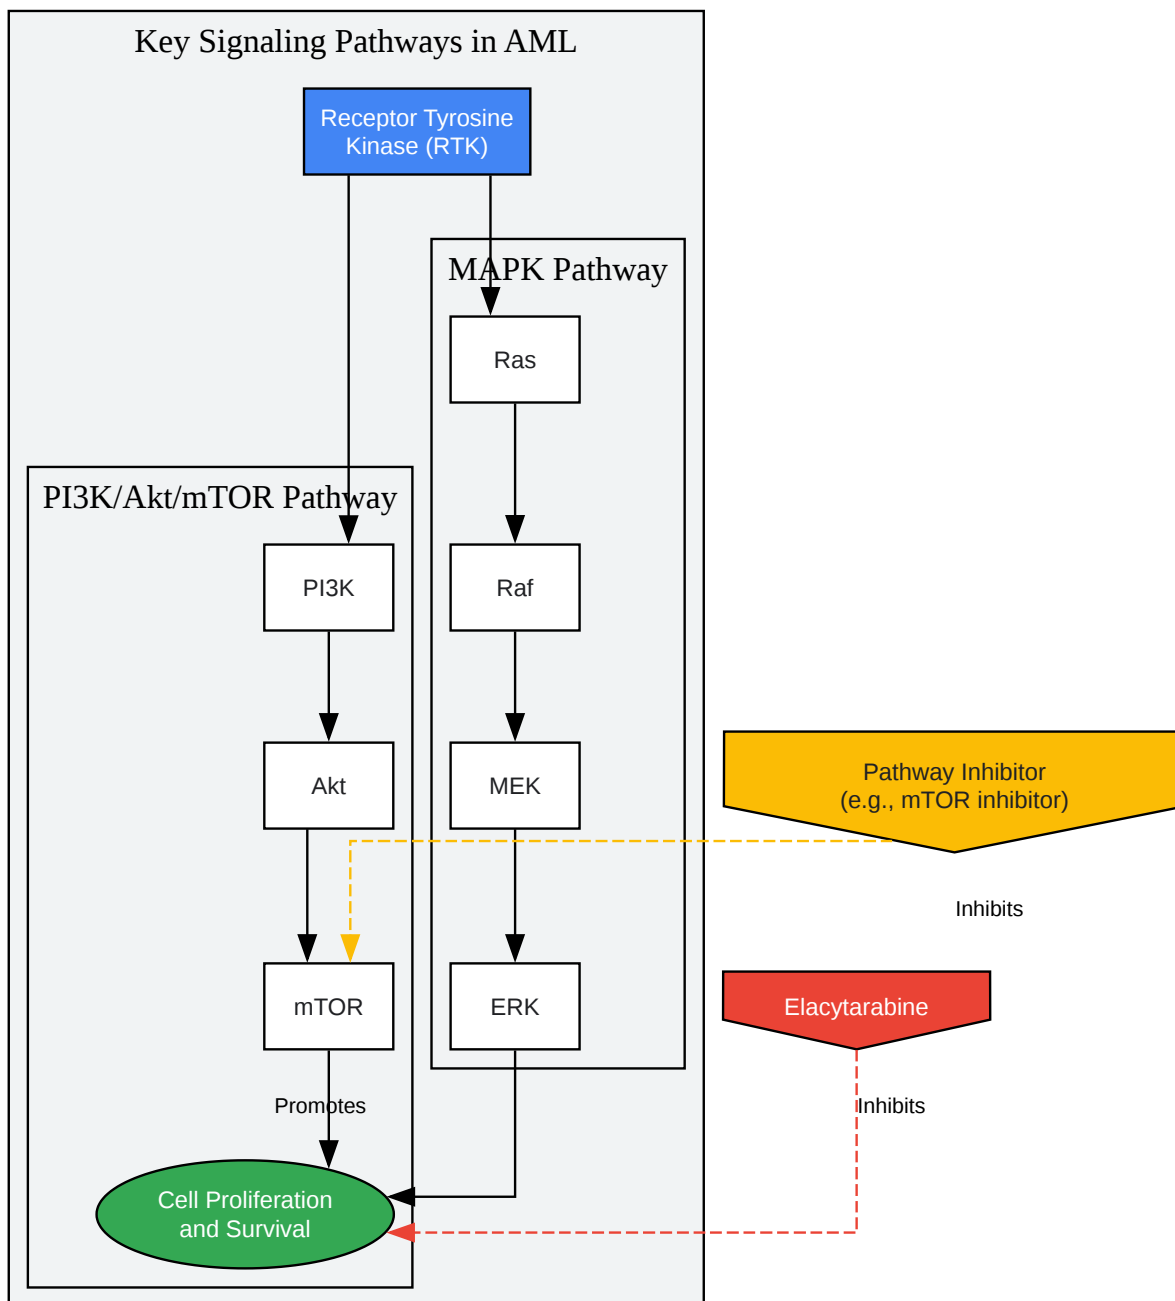 Key Signaling Pathways in AML
Receptor Tyrosine
Kinase (RTK)
MAPK Pathway
Ras
PI3K/Akt/mTOR Pathway
PI3K
Raf
Akt
MEK
Pathway Inhibitor
(e.g., mTOR inhibitor)
Inhibits
mTOR
ERK
Elacytarabine
Promotes
Inhibits
Cell Proliferation
and Survival